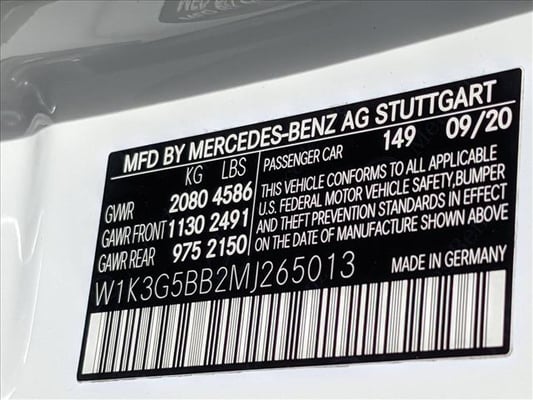 MFD BY MERCEDES-BENZ AG STUTTGART
KG LBS PASSENGER CAR 149 09/20
GVWR 2080 4586
GAWR FRONT 1130 2491
GAWR REAR 975 2150
THIS VEHICLE CONFORMS TO ALL APPLICABLE
U.S. FEDERAL MOTOR VEHICLE SAFETY,BUMPER
AND THEFT PREVENTION STANDARDS IN EFFECT
ON THE DATE OF MANUFACTURE SHOWN ABOVE
W1K3G5BB2MJ265013 MADE IN GERMANY